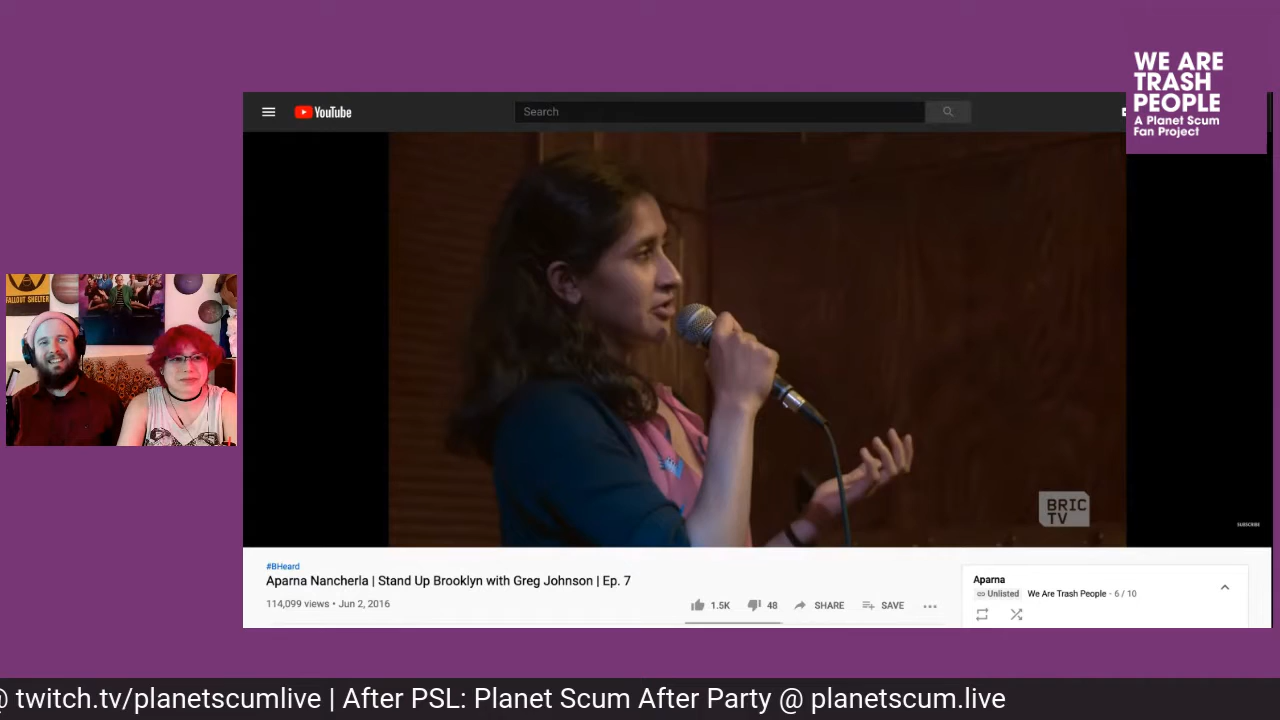 WE ARE
TRASH
PEOPLE
A Planet Scum
Fan Project
YouTube
Search
FALLOUT SHELTER
BRIC
TV
SUBSCRIBE
#BHeard
Aparna Nancherla | Stand Up Brooklyn with Greg Johnson | Ep. 7
114,099 views • Jun 2, 2016
1.5K
48
SHARE
SAVE
Aparna
Unlisted We Are Trash People - 6 / 10
@ twitch.tv/planetscumlive | After PSL: Planet Scum After Party @ planetscum.live